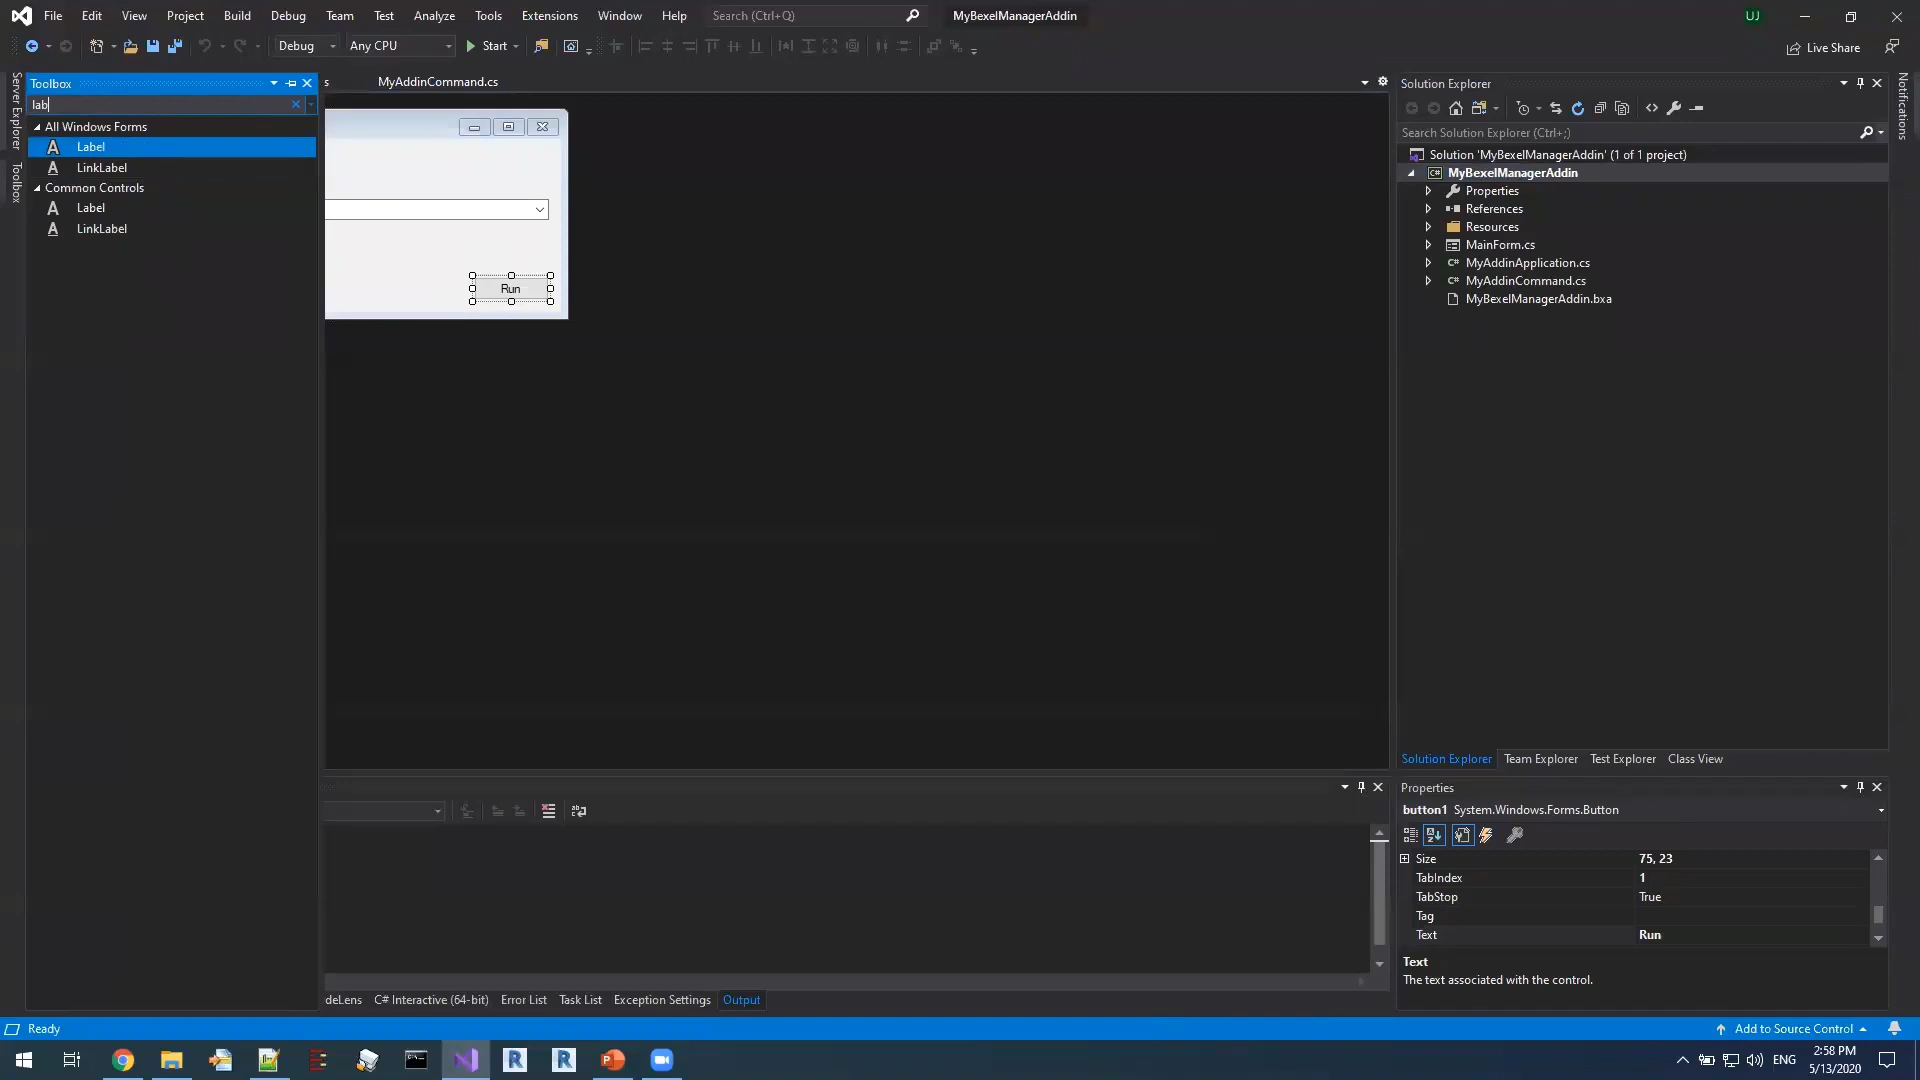 File Edit View Project Build Debug Team Test Analyze Tools Extensions Window Help Search (Ctrl+Q) MyBexelManagerAddin UJ
Debug Any CPU Start Live Share
Server Explorer
Toolbox
Notifications
Toolbox
lab
All Windows Forms
Label
LinkLabel
Common Controls
Label
LinkLabel
s MyAddinCommand.cs
Run
Solution Explorer
Search Solution Explorer (Ctrl+;)
Solution 'MyBexelManagerAddin' (1 of 1 project)
C# MyBexelManagerAddin
Properties
References
Resources
MainForm.cs
C# MyAddinApplication.cs
C# MyAddinCommand.cs
MyBexelManagerAddin.bxa
Solution Explorer Team Explorer Test Explorer Class View
Properties
button1 System.Windows.Forms.Button
Size 75, 23
TabIndex 1
TabStop True
Tag
Text Run
Text
The text associated with the control.
deLens C# Interactive (64-bit) Error List Task List Exception Settings Output
Ready Add to Source Control
ENG 2:58 PM
5/13/2020